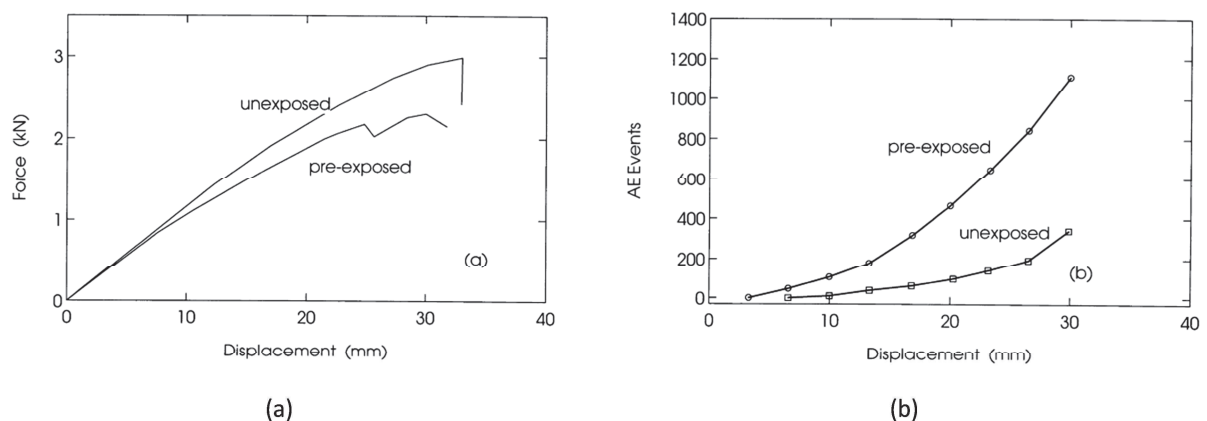 3
2
1
0
Force (kN)
unexposed
pre-exposed
(a)
0 10 20 30 40
Displacement (mm)
(a)
1400
1200
1000
800
600
400
200
0
AE Events
pre-exposed
unexposed
(b)
0 10 20 30 40
Displacement (mm)
(b)